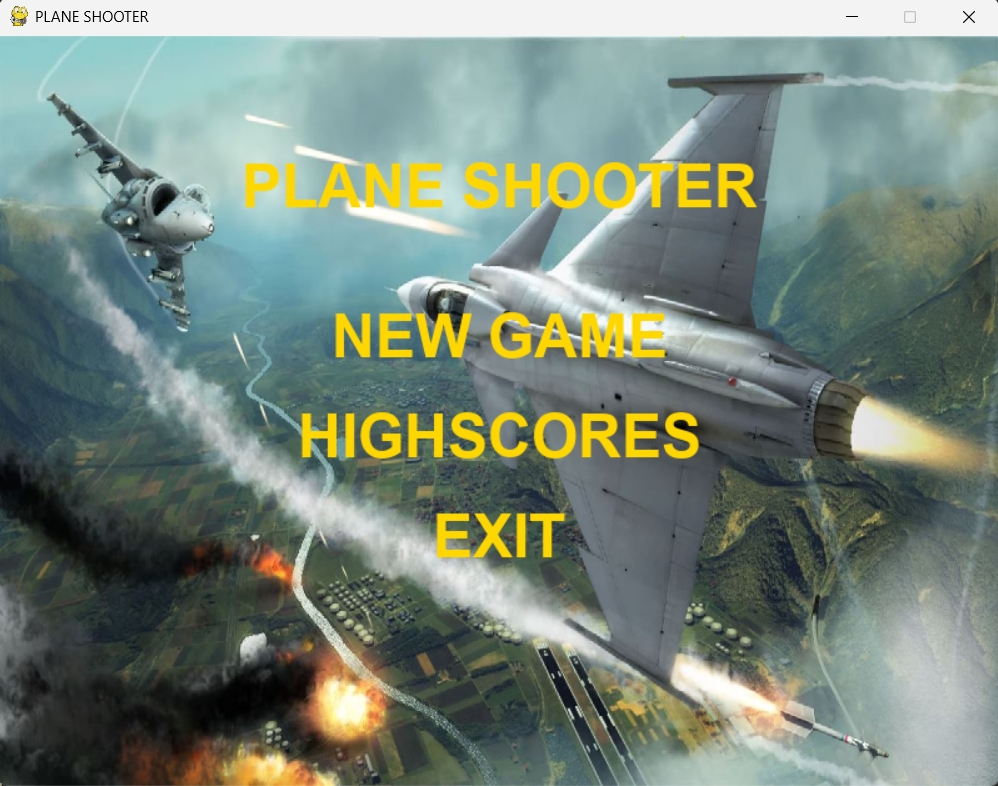 PLANE SHOOTER
PLANE SHOOTER
NEW GAME
HIGHSCORES
EXIT